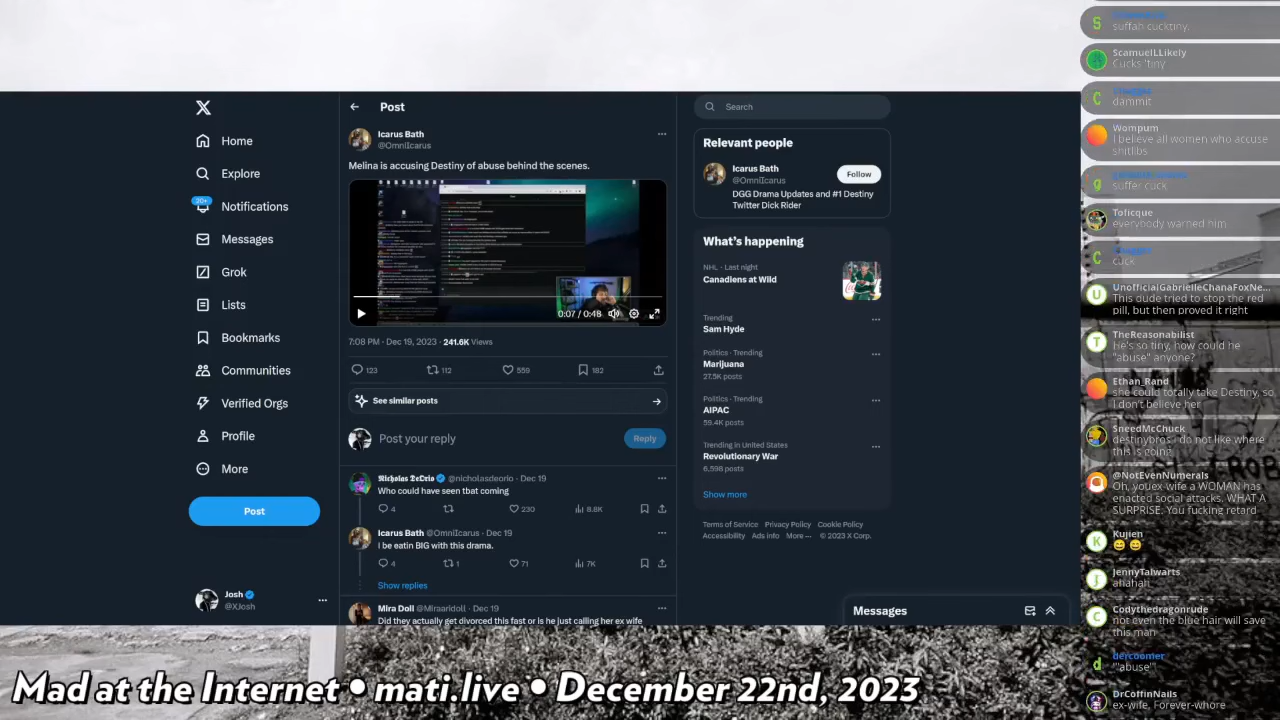 Home
Explore
20+
Notifications
Messages
Grok
Lists
Bookmarks
Communities
Verified Orgs
Profile
More
Post
Josh
@XJosh
Post
Icarus Bath
@OmniIcarus
Melina is accusing Destiny of abuse behind the scenes.
0:07 / 0:48
7:08 PM · Dec 19, 2023 · 241.6K Views
123
112
559
182
See similar posts
Post your reply
Reply
Nicholas DeOrio @nicholasdeorio · Dec 19
Who could have seen that coming
4
230
8.8K
Icarus Bath @OmniIcarus · Dec 19
I be eatin BIG with this drama.
4
1
71
7K
Show replies
Mira Doll @Miraaridoll · Dec 19
Did they actually get divorced this fast or is he just calling her ex wife
Search
Relevant people
Icarus Bath
@OmniIcarus
Follow
DGG Drama Updates and #1 Destiny
Twitter Dick Rider
What's happening
NHL · Last night
Canadiens at Wild
Trending
Sam Hyde
Politics · Trending
Marijuana
27.5K posts
Politics · Trending
AIPAC
59.4K posts
Trending in United States
Revolutionary War
6,598 posts
Show more
Terms of Service Privacy Policy Cookie Policy
Accessibility Ads info More ··· © 2023 X Corp.
Messages
S
suffah cucktiny.
ScamuelLLikely
Cucks 'tiny
C
dammit
Wompum
I believe all women who accuse
shitlibs
g
suffer cuck
Toficque
everybody warned him
C
cuck
U
UnofficialGabrielleChanaFoxNe...
This dude tried to stop the red
pill, but then proved it right
T
TheReasonabilist
He's so tiny, how could he
"abuse" anyone?
Ethan_Rand
she could totally take Destiny, so
I don't believe her
SneedMcChuck
destinybros i do not like where
this is going
@NotEvenNumerals
Oh, youex-wife a WOMAN has
enacted social attacks. WHAT A
SURPRISE. You fucking retard
K
Kujien
😄 😄
J
JennyTalwarts
ahahah
C
Codythedragonrude
not even the blue hair will save
this man
d
dercoomer
"'abuse'"
DrCoffinNails
ex-wife, Forever-whore
Mad at the Internet • mati.live • December 22nd, 2023